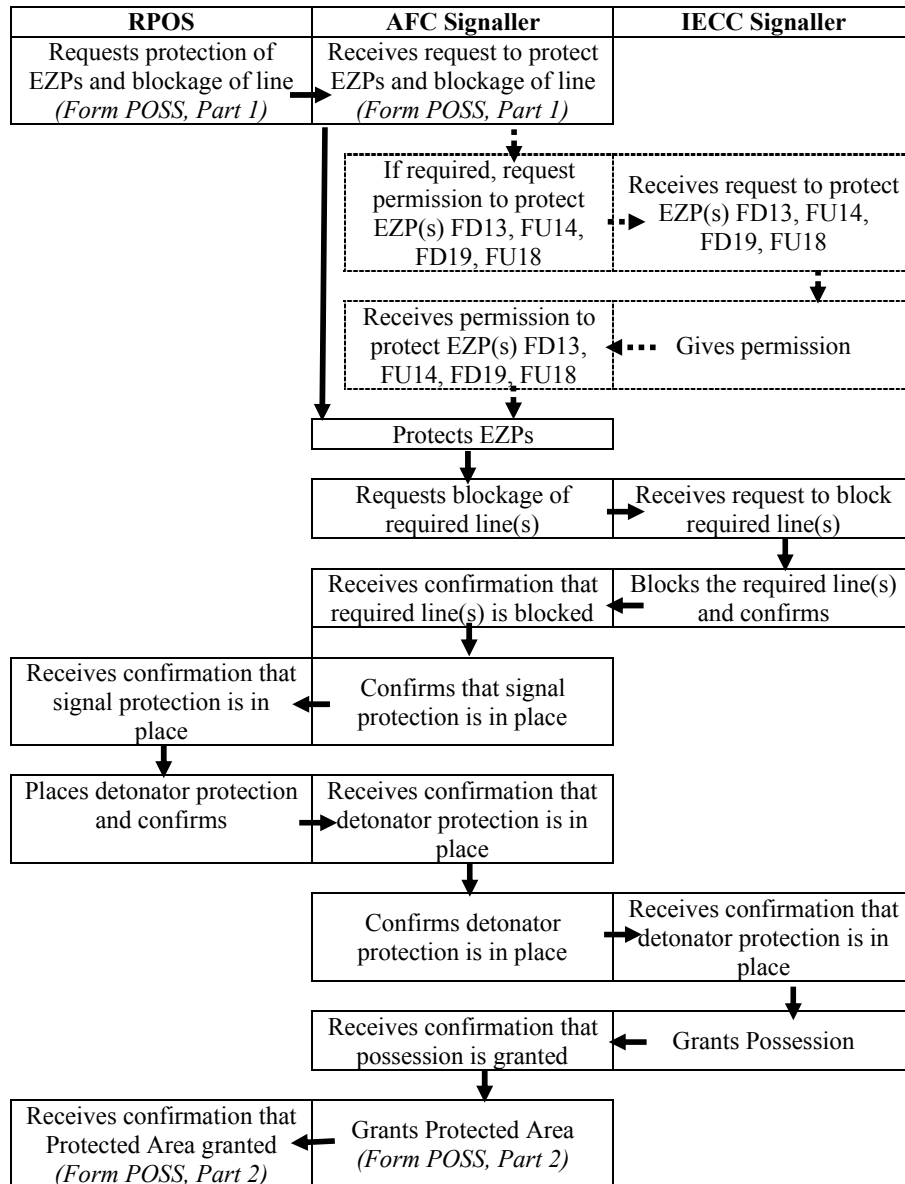 RPOS
AFC Signaller
IECC Signaller
Requests protection of
EZPs and blockage of line
(Form POSS, Part 1)
Receives request to protect
EZPs and blockage of line
(Form POSS, Part 1)
If required, request
permission to protect
EZP(s) FD13, FU14,
FD19, FU18
Receives request to protect
EZP(s) FD13, FU14,
FD19, FU18
Receives permission to
protect EZP(s) FD13,
FU14, FD19, FU18
Gives permission
Protects EZPs
Requests blockage of
required line(s)
Receives request to block
required line(s)
Receives confirmation that
required line(s) is blocked
Blocks the required line(s)
and confirms
Receives confirmation that
signal protection is in
place
Confirms that signal
protection is in place
Places detonator protection
and confirms
Receives confirmation that
detonator protection is in
place
Confirms detonator
protection is in place
Receives confirmation that
detonator protection is in
place
Receives confirmation that
possession is granted
Grants Possession
Receives confirmation that
Protected Area granted
(Form POSS, Part 2)
Grants Protected Area
(Form POSS, Part 2)